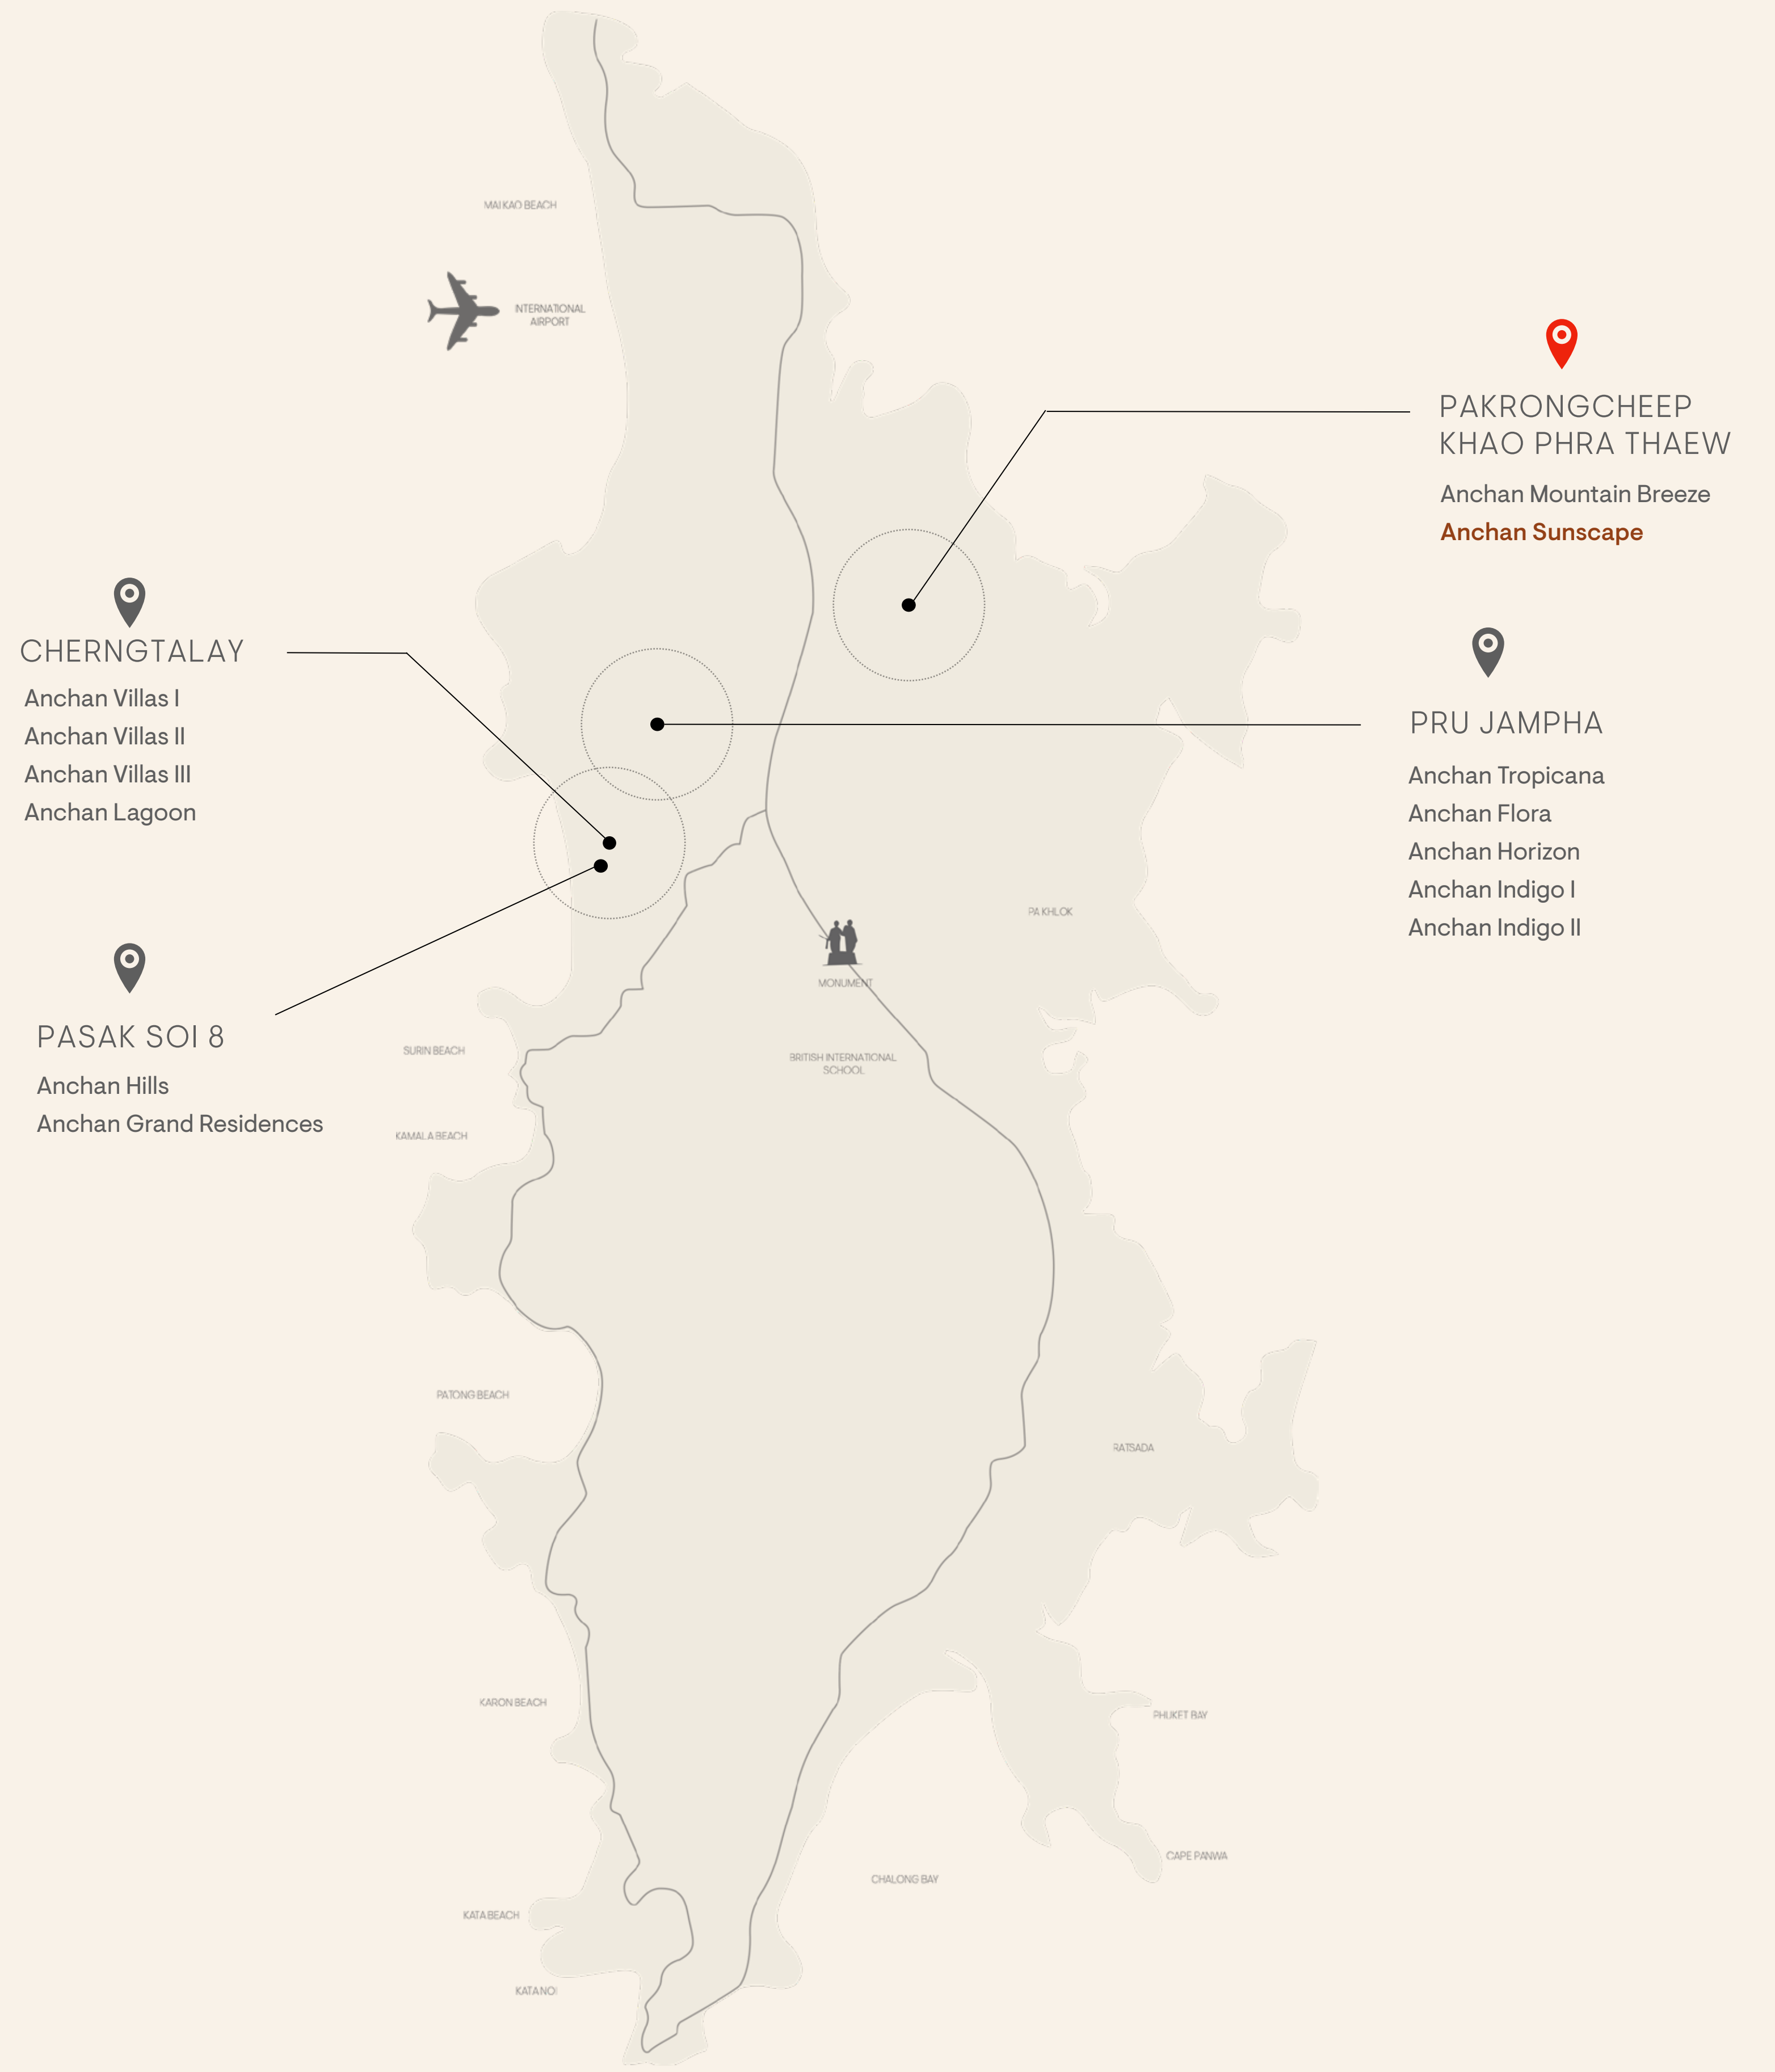 MAI KAO BEACH
INTERNATIONAL
AIRPORT
PAKRONGCHEEP
KHAO PHRA THAEW
Anchan Mountain Breeze
Anchan Sunscape
CHERNGTALAY
Anchan Villas I
Anchan Villas II
Anchan Villas III
Anchan Lagoon
PRU JAMPHA
Anchan Tropicana
Anchan Flora
Anchan Horizon
Anchan Indigo I
Anchan Indigo II
PA KHLOK
MONUMENT
PASAK SOI 8
Anchan Hills
Anchan Grand Residences
SURIN BEACH
BRITISH INTERNATIONAL
SCHOOL
KAMALA BEACH
PATONG BEACH
RATSADA
KARON BEACH
PHUKET BAY
CAPE PANWA
CHALONG BAY
KATA BEACH
KATA NOI